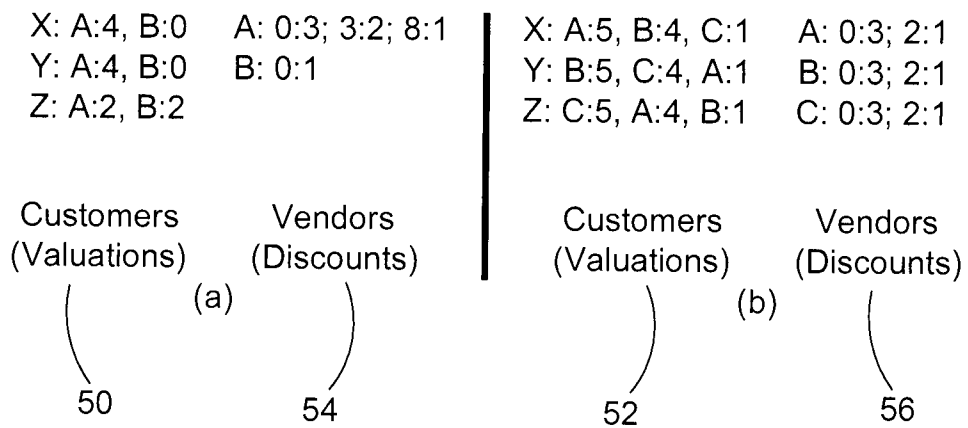 X: A:4, B:0 A: 0:3; 3:2; 8:1
Y: A:4, B:0 B: 0:1
Z: A:2, B:2
Customers (Valuations)
Vendors (Discounts)
(a)
50
54
X: A:5, B:4, C:1 A: 0:3; 2:1
Y: B:5, C:4, A:1 B: 0:3; 2:1
Z: C:5, A:4, B:1 C: 0:3; 2:1
Customers (Valuations)
Vendors (Discounts)
(b)
52
56